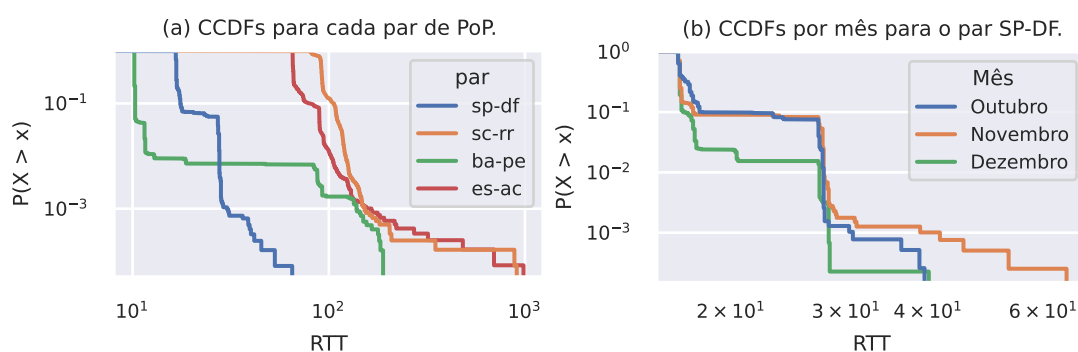 (a) CCDFs para cada par de PoP.
P(X > x)
10⁻¹
10⁻³
par
sp-df
sc-rr
ba-pe
es-ac
10¹
10²
10³
RTT
(b) CCDFs por mês para o par SP-DF.
P(X > x)
10⁰
10⁻¹
10⁻²
10⁻³
Mês
Outubro
Novembro
Dezembro
2 × 10¹
3 × 10¹
4 × 10¹
6 × 10¹
RTT